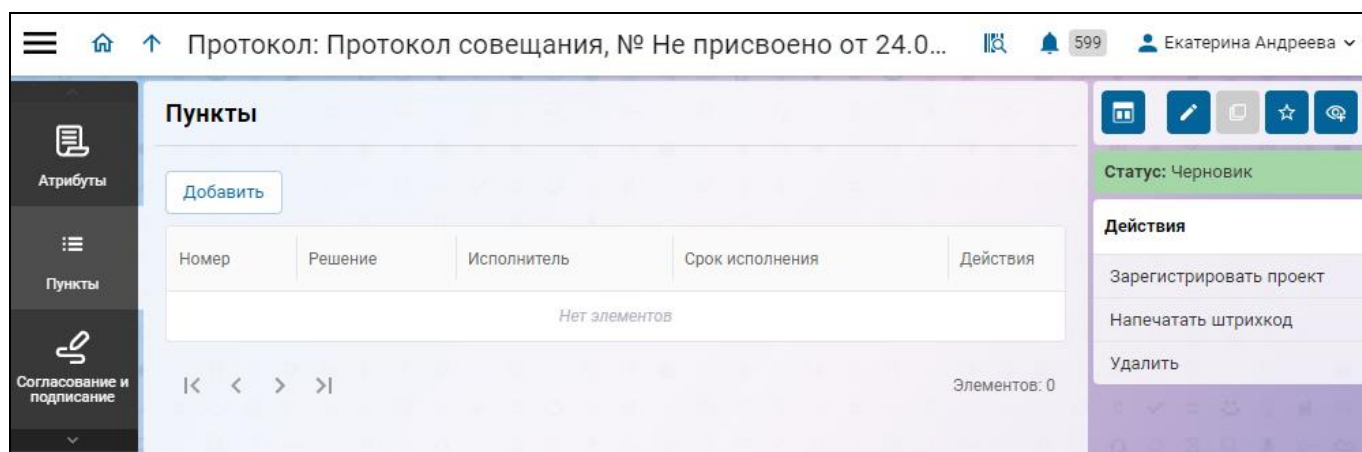 Протокол: Протокол совещания, № Не присвоено от 24.0...
599
Екатерина Андреева
Атрибуты
Пункты
Согласование и
подписание
Пункты
Добавить
Номер Решение Исполнитель Срок исполнения Действия
Нет элементов
Элементов: 0
Статус: Черновик
Действия
Зарегистрировать проект
Напечатать штрихкод
Удалить